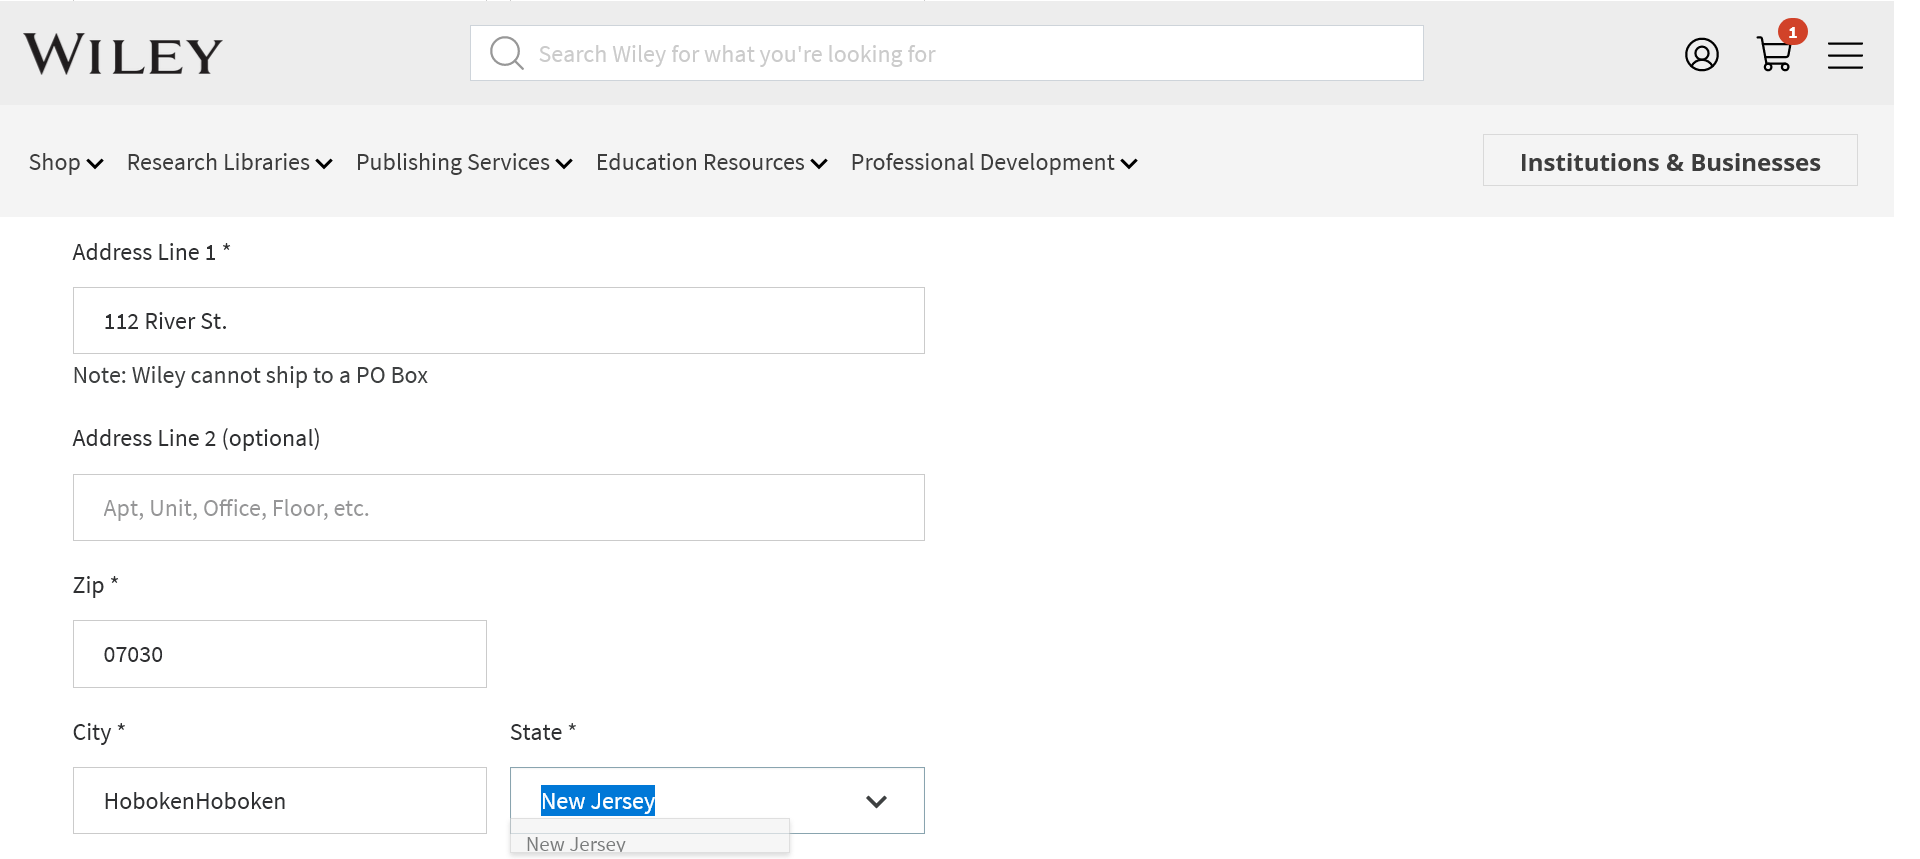 WILEY
Search Wiley for what you're looking for
1
Shop Research Libraries Publishing Services Education Resources Professional Development Institutions & Businesses
Address Line 1 *
112 River St.
Note: Wiley cannot ship to a PO Box
Address Line 2 (optional)
Apt, Unit, Office, Floor, etc.
Zip *
07030
City * State *
HobokenHoboken New Jersey
New Jersey